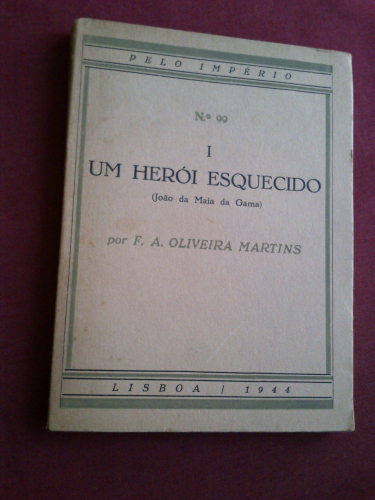 PELO IMPÉRIO
N.º 99
I
UM HERÓI ESQUECIDO
(João da Maia da Gama)
por F. A. OLIVEIRA MARTINS
LISBOA / 1944